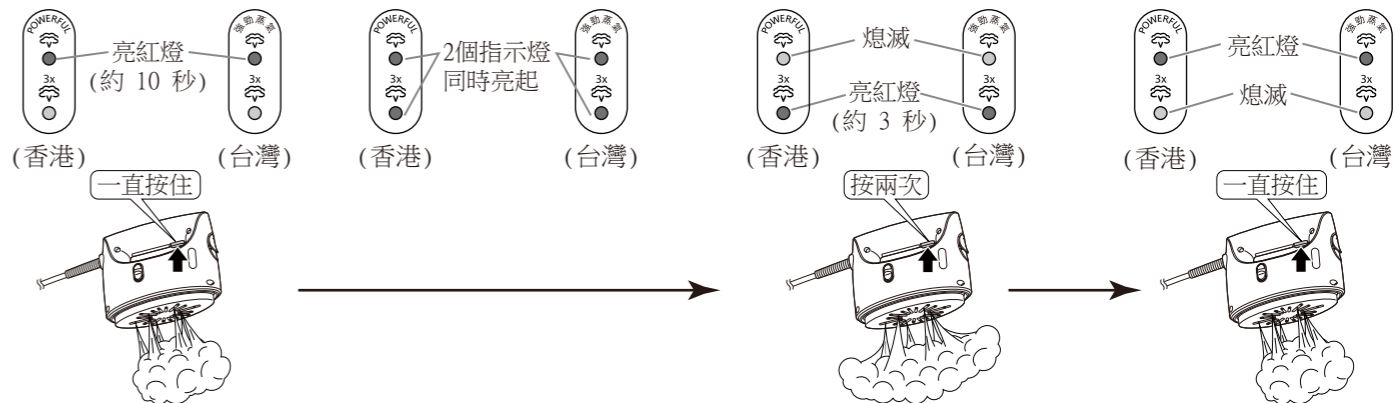 POWERFUL
3x
亮紅燈
(約 10 秒)
強勁蒸氣
3x
(香港)
(台灣)
一直按住
POWERFUL
3x
2個指示燈
同時亮起
強勁蒸氣
3x
(香港)
(台灣)
POWERFUL
3x
熄滅
亮紅燈
(約 3 秒)
強勁蒸氣
3x
(香港)
(台灣)
按兩次
POWERFUL
3x
亮紅燈
熄滅
強勁蒸氣
3x
(香港)
(台灣
一直按住